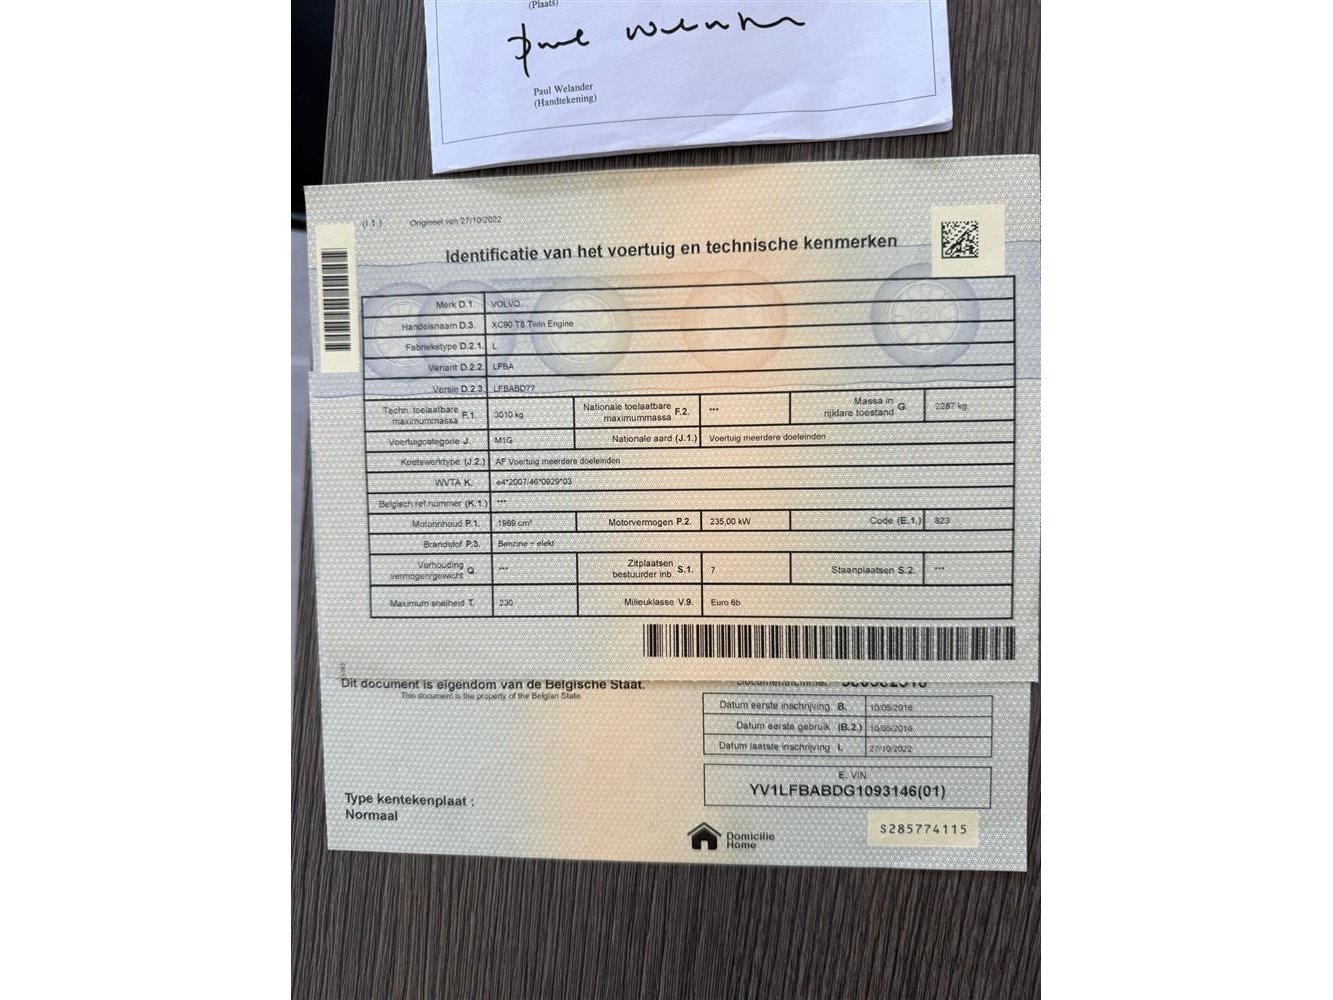 (Plaats)
Paul Welander
(Handtekening)
(I.1.) Origineel van 27/10/2022
Identificatie van het voertuig en technische kenmerken
Merk D.1. VOLVO
Handelsnaam D.3. XC90 T8 Twin Engine
Fabriekstype D.2.1. L
Variant D.2.2. LFBA
Versie D.2.3. LFBABD??
Techn. toelaatbare maximummassa F.1. 3010 kg Nationale toelaatbare maximummassa F.2. --- Massa in rijklare toestand G. 2287 kg
Voertuigcategorie J. M1G Nationale aard (J.1.) Voertuig meerdere doeleinden
Koetswerktype (J.2.) AF Voertuig meerdere doeleinden
WVTA K. e4*2007/46*0929*03
Belgisch ref.nummer (K.1.) ---
Motorinhoud P.1. 1969 cm³ Motorvermogen P.2. 235,00 kW Code (E.1.) 823
Brandstof P.3. Benzine + elekt
Verhouding vermogen/gewicht Q. --- Zitplaatsen bestuurder inb. S.1. 7 Staanplaatsen S.2. ---
Maximum snelheid T. 230 Milieuklasse V.9. Euro 6b
Dit document is eigendom van de Belgische Staat.
This document is the property of the Belgian State
Datum eerste inschrijving B. 10/05/2016
Datum eerste gebruik (B.2.) 10/05/2016
Datum laatste inschrijving I. 27/10/2022
E. VIN
YV1LFBABDG1093146(01)
Type kentekenplaat :
Normaal
S285774115
Domicilie
Home